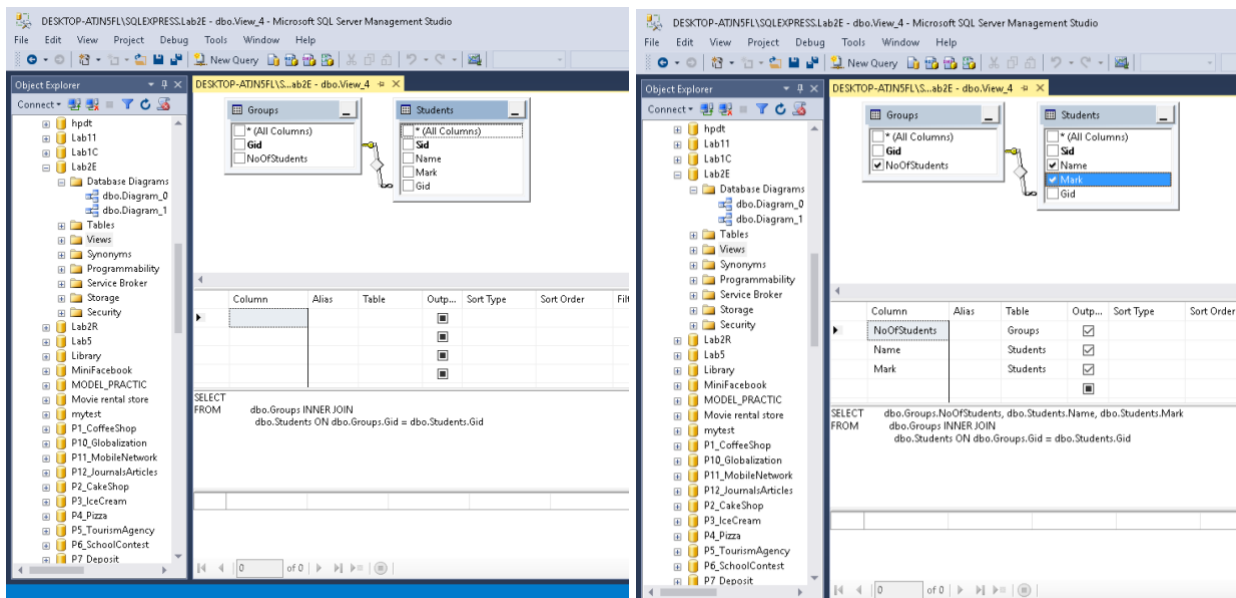 DESKTOP-ATJN5FL\SQLEXPRESS.Lab2E - dbo.View_4 - Microsoft SQL Server Management Studio
File Edit View Project Debug Tools Window Help
New Query
Object Explorer
DESKTOP-ATJN5FL\S...ab2E - dbo.View_4
Connect
hpdt
Lab11
Lab1C
Lab2E
Database Diagrams
dbo.Diagram_0
dbo.Diagram_1
Tables
Views
Synonyms
Programmability
Service Broker
Storage
Security
Lab2R
Lab5
Library
MiniFacebook
MODEL_PRACTIC
Movie rental store
mytest
P1_CoffeeShop
P10_Globalization
P11_MobileNetwork
P12_JournalsArticles
P2_CakeShop
P3_IceCream
P4_Pizza
P5_TourismAgency
P6_SchoolContest
P7 Deposit
Groups
* (All Columns)
Gid
NoOfStudents
Students
* (All Columns)
Sid
Name
Mark
Gid
Column Alias Table Outp... Sort Type Sort Order Filt
SELECT
FROM dbo.Groups INNER JOIN
dbo.Students ON dbo.Groups.Gid = dbo.Students.Gid
0 of 0
DESKTOP-ATJN5FL\SQLEXPRESS.Lab2E - dbo.View_4 - Microsoft SQL Server Management Studio
File Edit View Project Debug Tools Window Help
New Query
Object Explorer
DESKTOP-ATJN5FL\S...ab2E - dbo.View_4
Connect
hpdt
Lab11
Lab1C
Lab2E
Database Diagrams
dbo.Diagram_0
dbo.Diagram_1
Tables
Views
Synonyms
Programmability
Service Broker
Storage
Security
Lab2R
Lab5
Library
MiniFacebook
MODEL_PRACTIC
Movie rental store
mytest
P1_CoffeeShop
P10_Globalization
P11_MobileNetwork
P12_JournalsArticles
P2_CakeShop
P3_IceCream
P4_Pizza
P5_TourismAgency
P6_SchoolContest
P7 Deposit
Groups
* (All Columns)
Gid
NoOfStudents
Students
* (All Columns)
Sid
Name
Mark
Gid
Column Alias Table Outp... Sort Type Sort Order
NoOfStudents Groups
Name Students
Mark Students
SELECT dbo.Groups.NoOfStudents, dbo.Students.Name, dbo.Students.Mark
FROM dbo.Groups INNER JOIN
dbo.Students ON dbo.Groups.Gid = dbo.Students.Gid
0 of 0